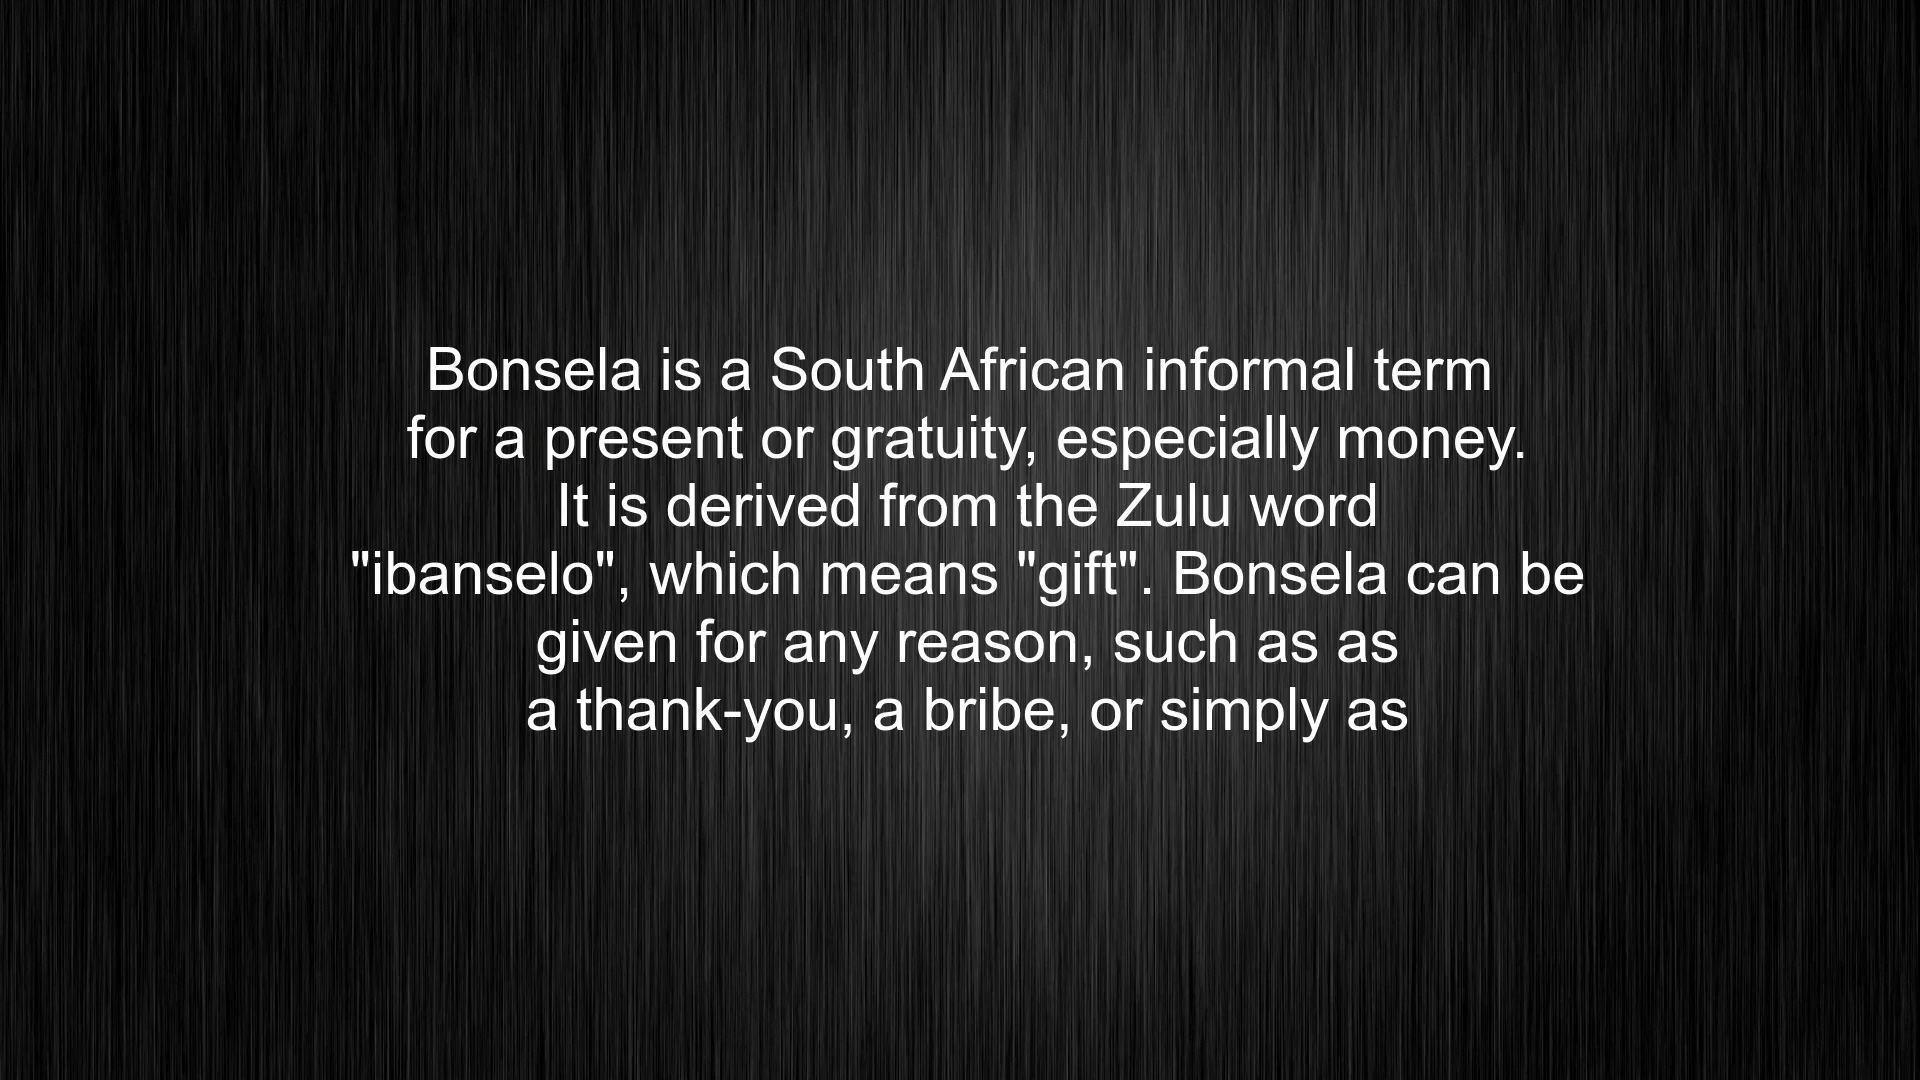 Bonsela is a South African informal term
for a present or gratuity, especially money.
It is derived from the Zulu word
"ibanselo", which means "gift". Bonsela can be
given for any reason, such as as
a thank-you, a bribe, or simply as